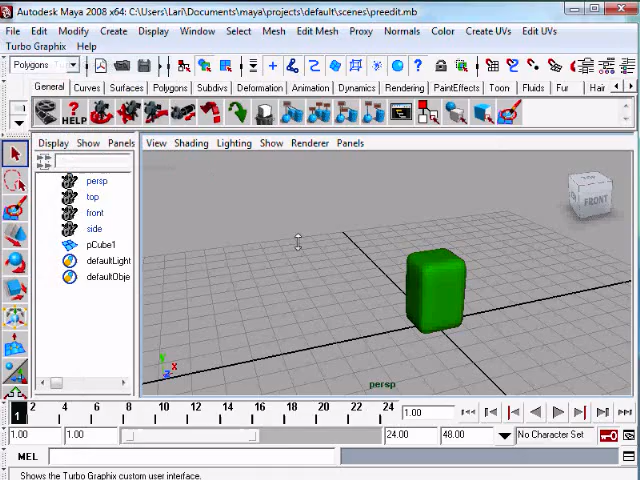 Autodesk Maya 2008 x64: C:\Users\Lari\Documents\maya\projects\default\scenes\preedit.mb
File Edit Modify Create Display Window Select Mesh Edit Mesh Proxy Normals Color Create UVs Edit UVs
Turbo Graphix Help
Polygons
General Curves Surfaces Polygons Subdivs Deformation Animation Dynamics Rendering PaintEffects Toon Fluids Fur Hair
HELP
Display Show Panels View Shading Lighting Show Renderer Panels
persp
top
front
side
pCube1
defaultLight
defaultObje
FRONT
y
x
z
persp
1 2 4 6 8 10 12 14 16 18 20 22 24 1.00
1.00 1.00 24.00 48.00 No Character Set
MEL
Shows the Turbo Graphix custom user interface.